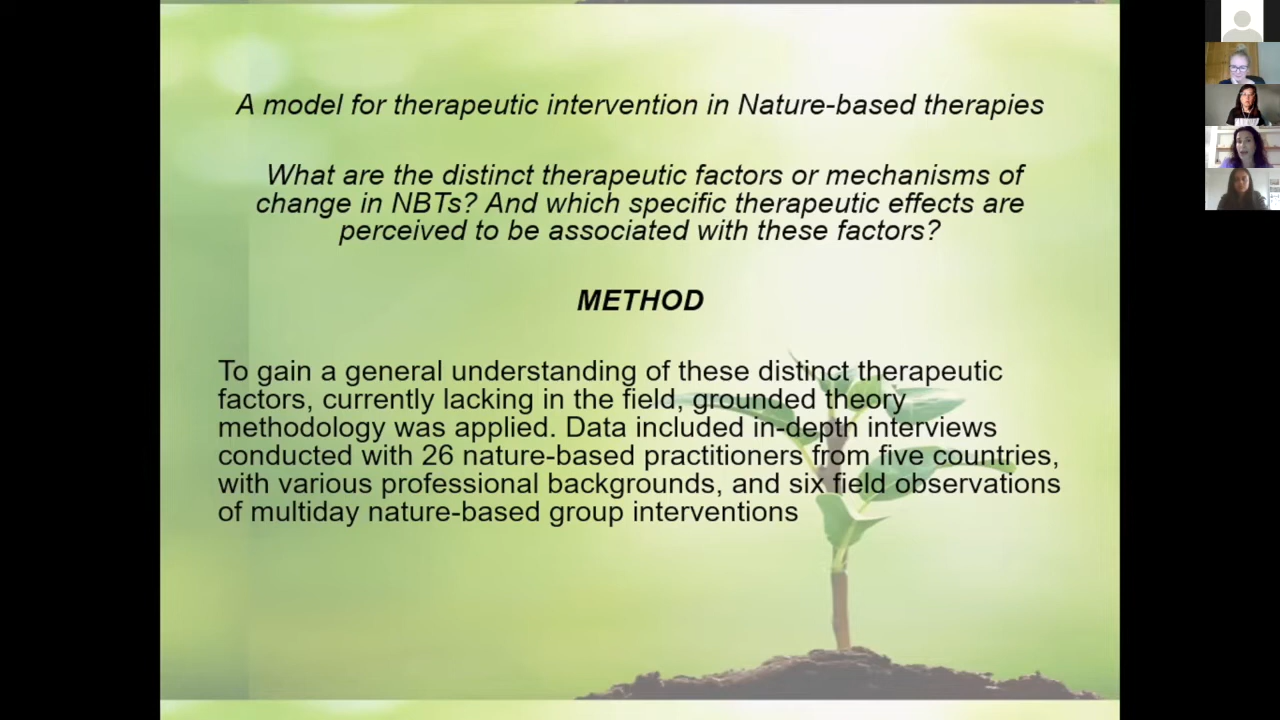 A model for therapeutic intervention in Nature-based therapies
What are the distinct therapeutic factors or mechanisms of
change in NBTs? And which specific therapeutic effects are
perceived to be associated with these factors?
METHOD
To gain a general understanding of these distinct therapeutic
factors, currently lacking in the field, grounded theory
methodology was applied. Data included in-depth interviews
conducted with 26 nature-based practitioners from five countries,
with various professional backgrounds, and six field observations
of multiday nature-based group interventions